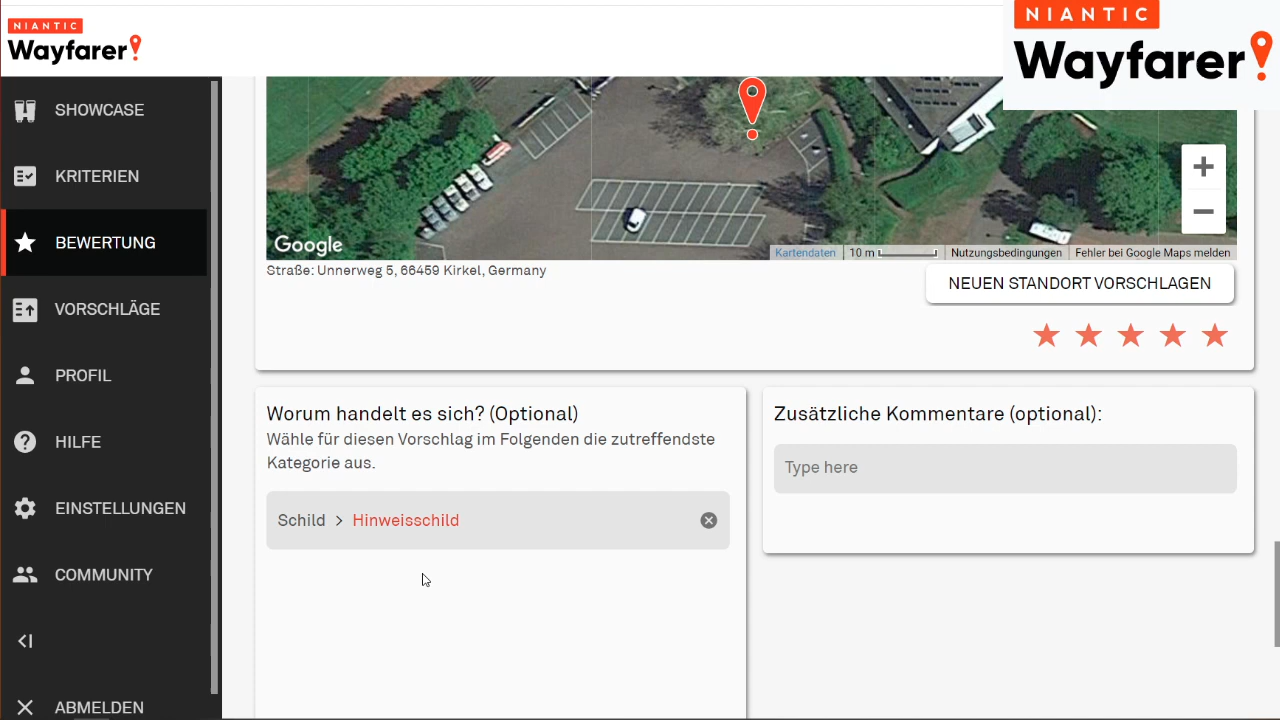 NIANTIC
Wayfarer
NIANTIC
Wayfarer
SHOWCASE
KRITERIEN
BEWERTUNG
VORSCHLÄGE
PROFIL
HILFE
EINSTELLUNGEN
COMMUNITY
ABMELDEN
Google
Kartendaten
10 m
Nutzungsbedingungen
Fehler bei Google Maps melden
Straße: Unnerweg 5, 66459 Kirkel, Germany
NEUEN STANDORT VORSCHLAGEN
Worum handelt es sich? (Optional)
Wähle für diesen Vorschlag im Folgenden die zutreffendste
Kategorie aus.
Schild > Hinweisschild
Zusätzliche Kommentare (optional):
Type here